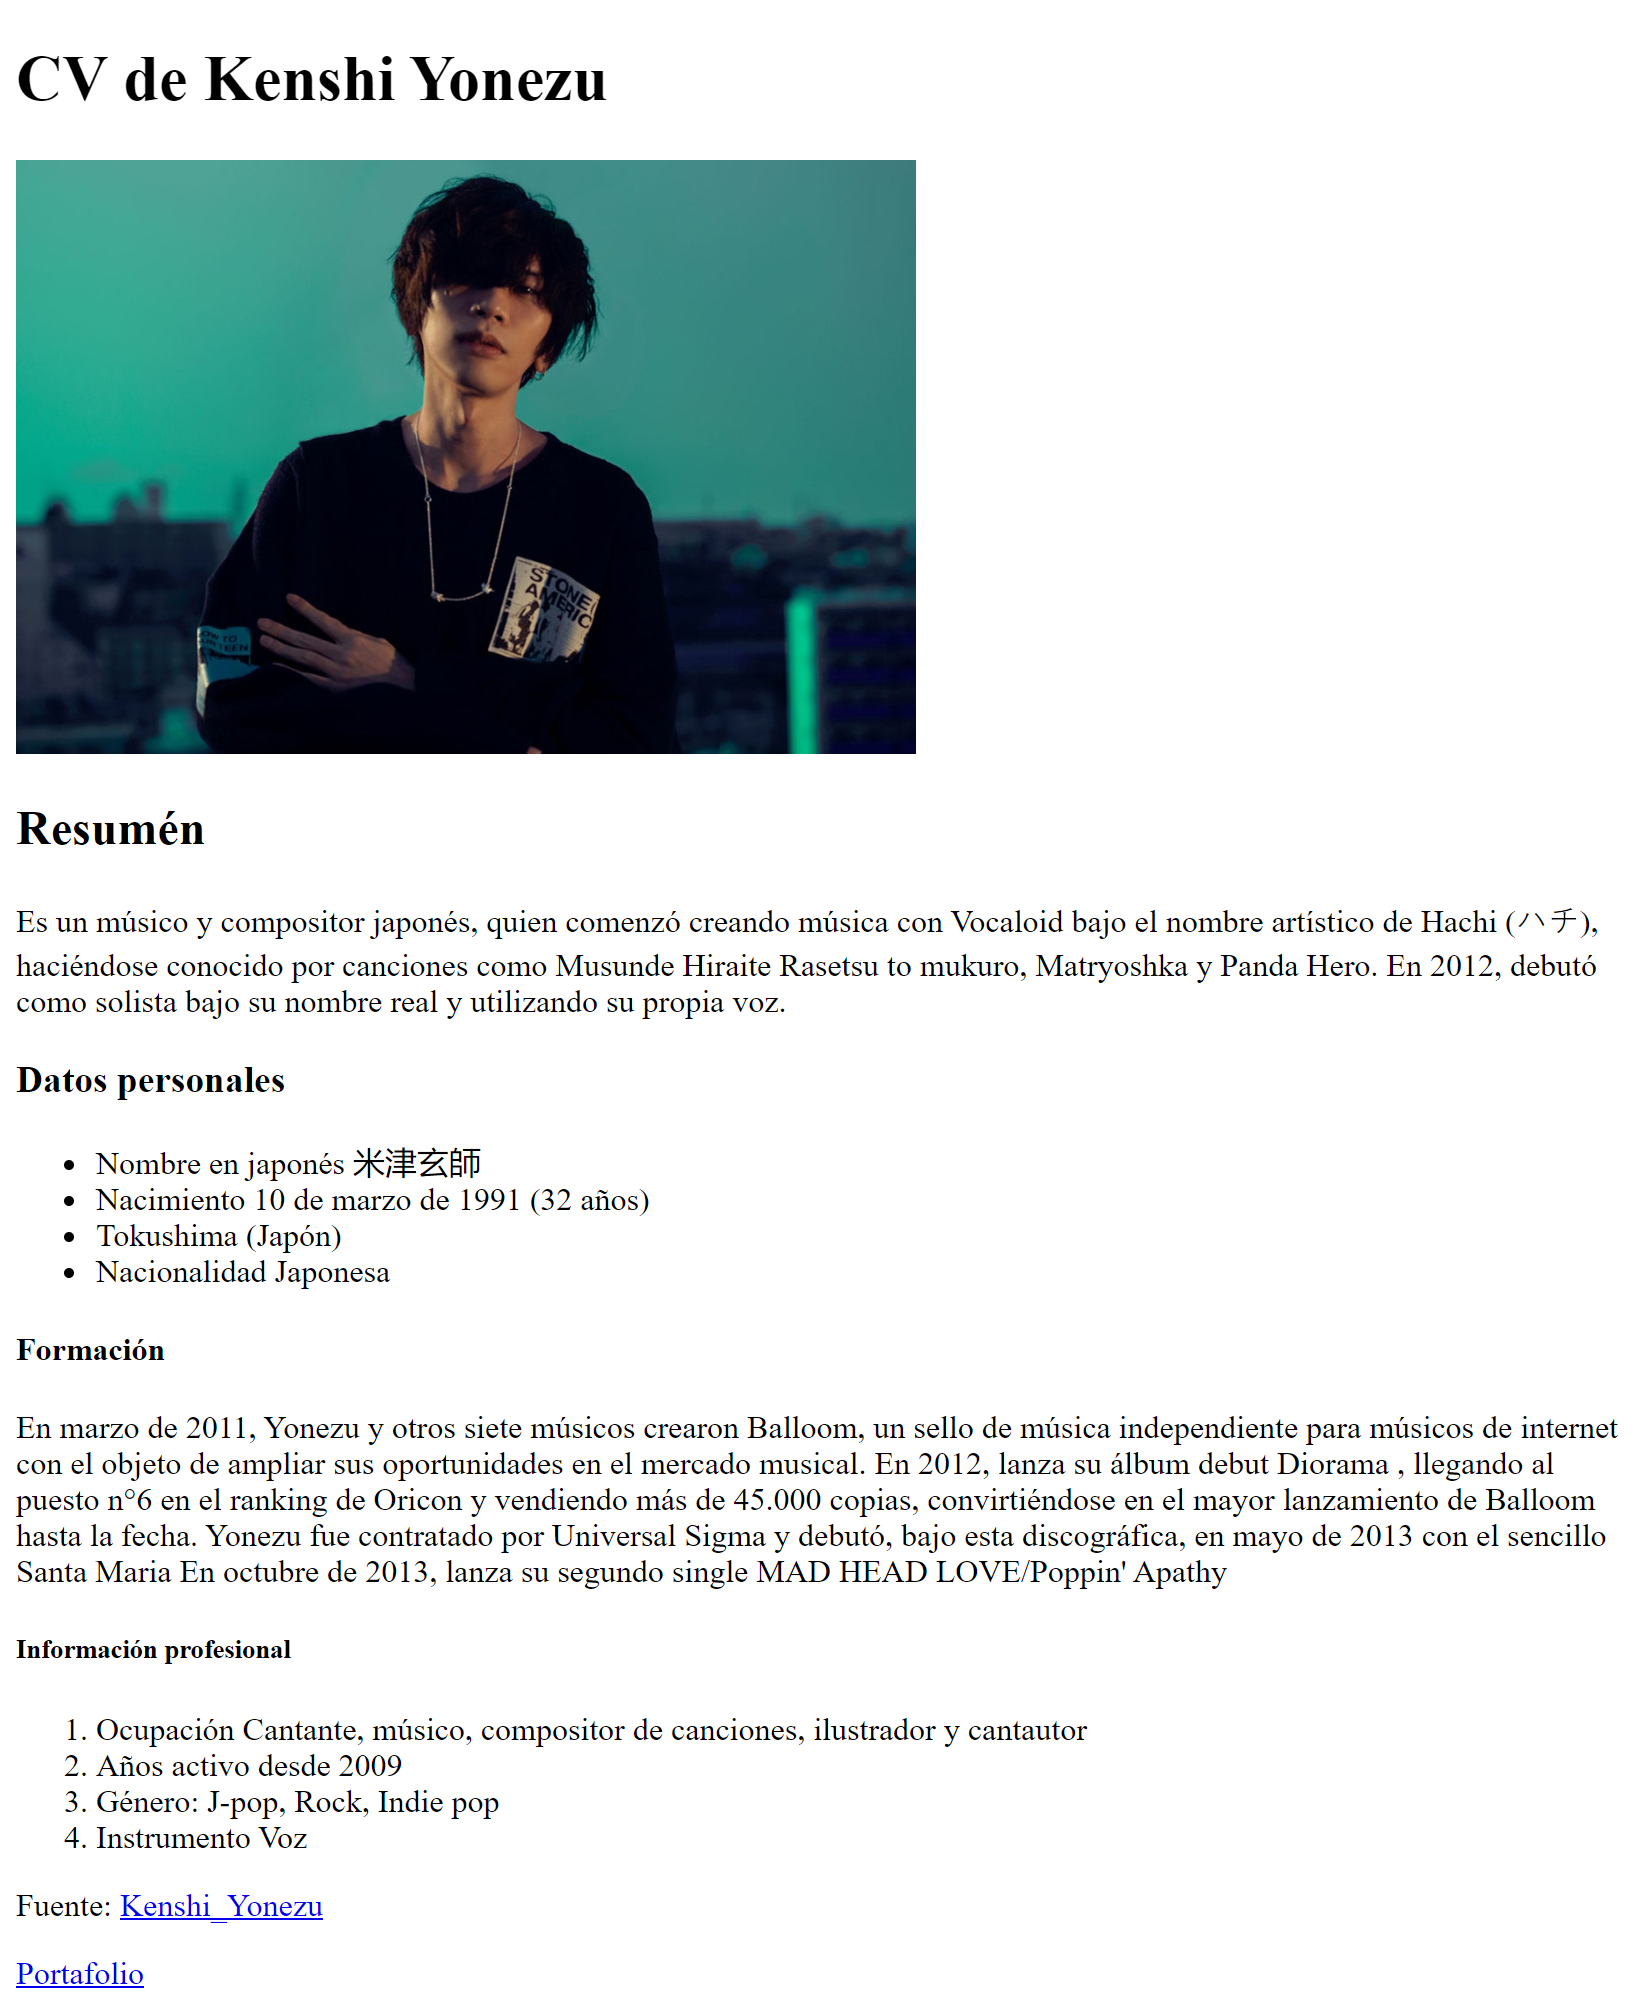 CV de Kenshi Yonezu
STONE
AMERIC
OW TO
TEEN
Resumén
Es un músico y compositor japonés, quien comenzó creando música con Vocaloid bajo el nombre artístico de Hachi (ハチ),
haciéndose conocido por canciones como Musunde Hiraite Rasetsu to mukuro, Matryoshka y Panda Hero. En 2012, debutó
como solista bajo su nombre real y utilizando su propia voz.
Datos personales
• Nombre en japonés 米津玄師
• Nacimiento 10 de marzo de 1991 (32 años)
• Tokushima (Japón)
• Nacionalidad Japonesa
Formación
En marzo de 2011, Yonezu y otros siete músicos crearon Balloom, un sello de música independiente para músicos de internet
con el objeto de ampliar sus oportunidades en el mercado musical. En 2012, lanza su álbum debut Diorama , llegando al
puesto n°6 en el ranking de Oricon y vendiendo más de 45.000 copias, convirtiéndose en el mayor lanzamiento de Balloom
hasta la fecha. Yonezu fue contratado por Universal Sigma y debutó, bajo esta discográfica, en mayo de 2013 con el sencillo
Santa Maria En octubre de 2013, lanza su segundo single MAD HEAD LOVE/Poppin' Apathy
Información profesional
1. Ocupación Cantante, músico, compositor de canciones, ilustrador y cantautor
2. Años activo desde 2009
3. Género: J-pop, Rock, Indie pop
4. Instrumento Voz
Fuente: Kenshi_Yonezu
Portafolio